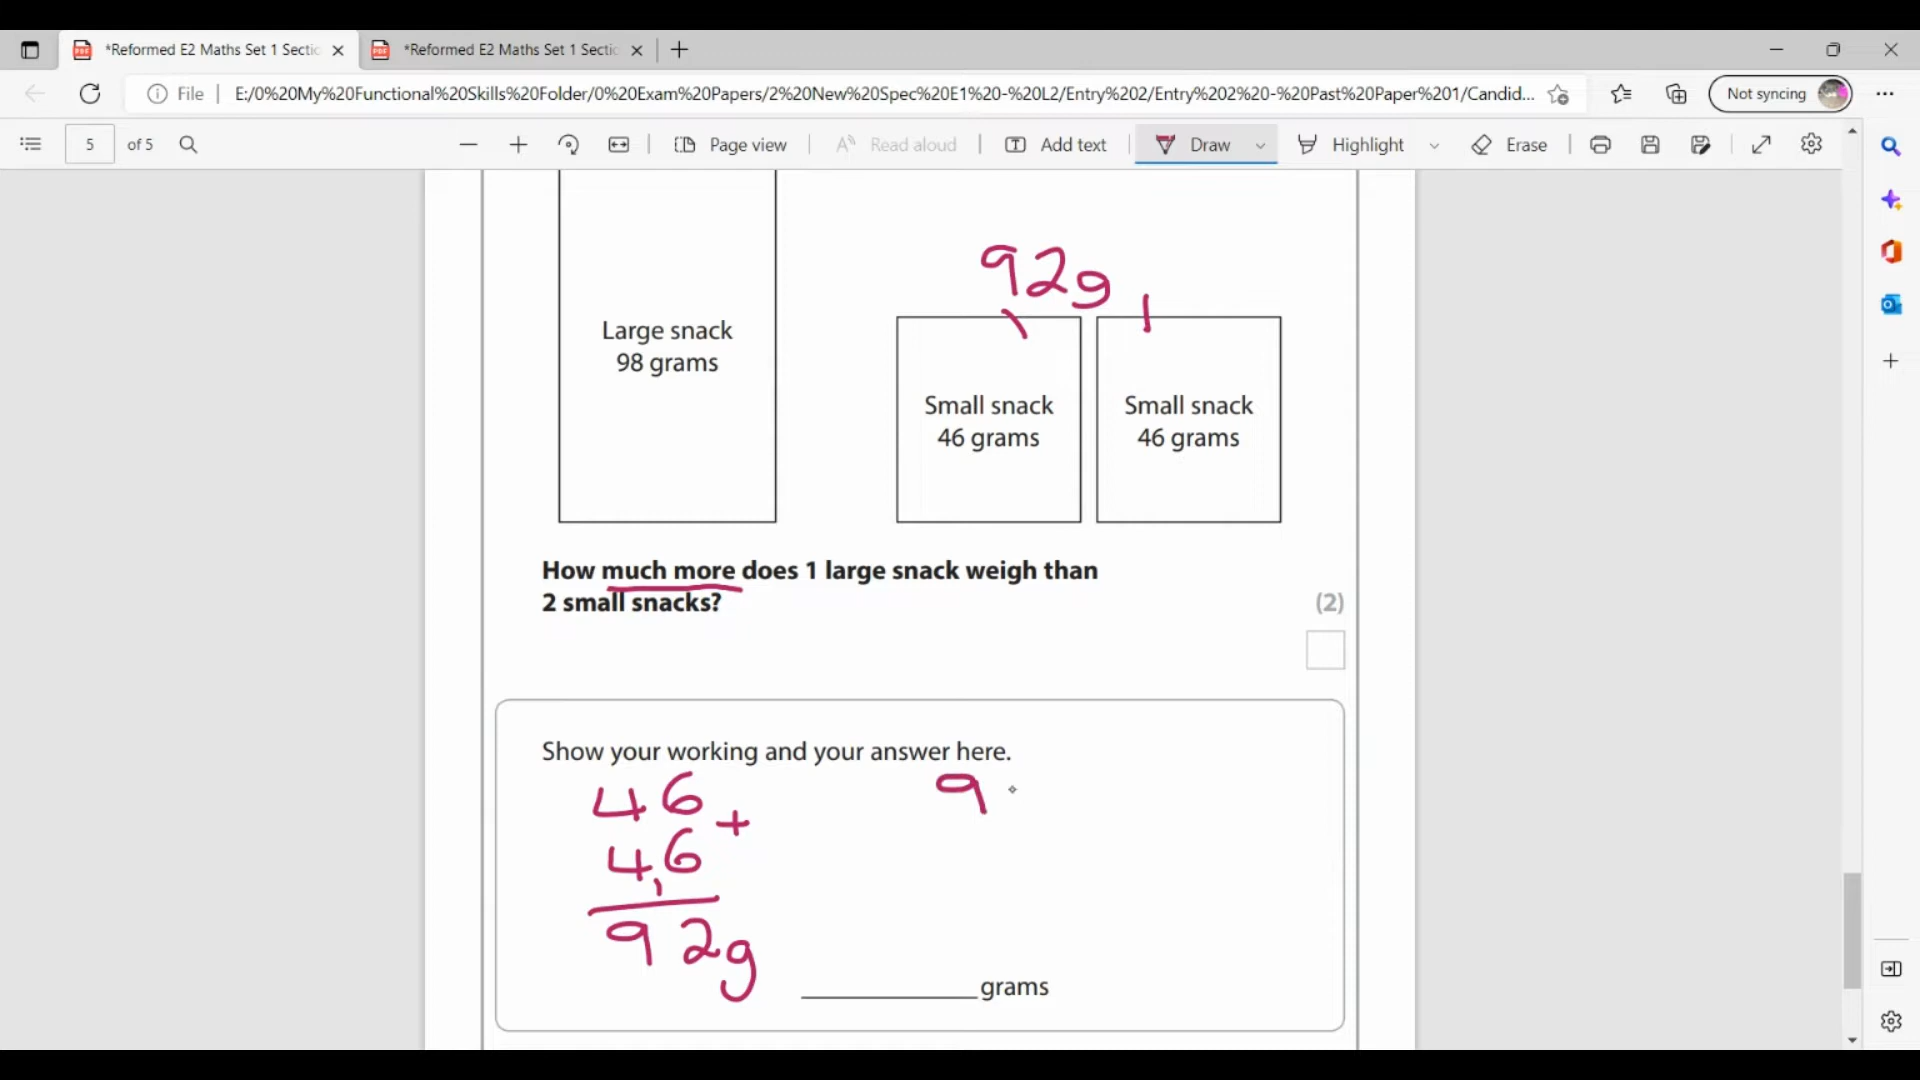 *Reformed E2 Maths Set 1 Sectio
*Reformed E2 Maths Set 1 Sectio
File
E:/0%20My%20Functional%20Skills%20Folder/0%20Exam%20Papers/2%20New%20Spec%20E1%20-%20L2/Entry%202/Entry%202%20-%20Past%20Paper%201/Candid...
Not syncing
5 of 5
Page view
Read aloud
Add text
Draw
Highlight
Erase
92g
Large snack
98 grams
Small snack
46 grams
Small snack
46 grams
How much more does 1 large snack weigh than
2 small snacks?
(2)
Show your working and your answer here.
46 +
46
1
92g
9
____________ grams